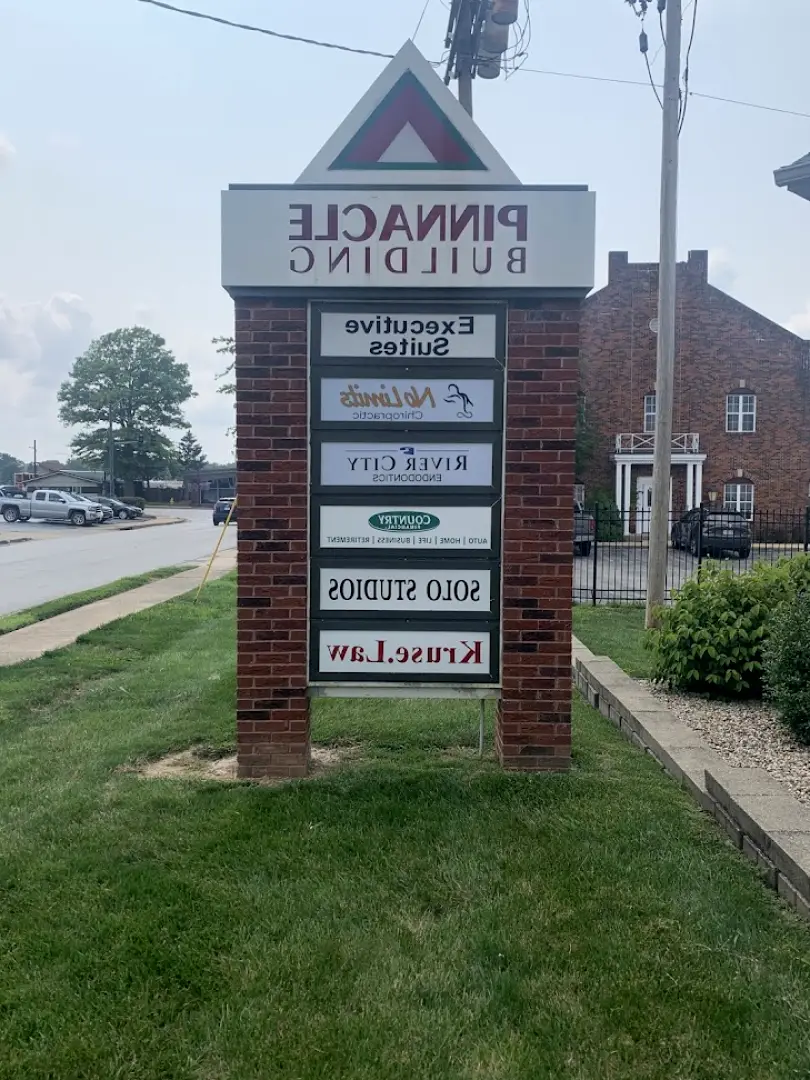 PINNACLE
BUILDING
Executive
Suites
No Limits
Chiropractic
RIVER CITY
ENDODONTICS
COUNTRY
FINANCIAL
AUTO | HOME | LIFE | BUSINESS | RETIREMENT
SOLO STUDIOS
Kruse.Law